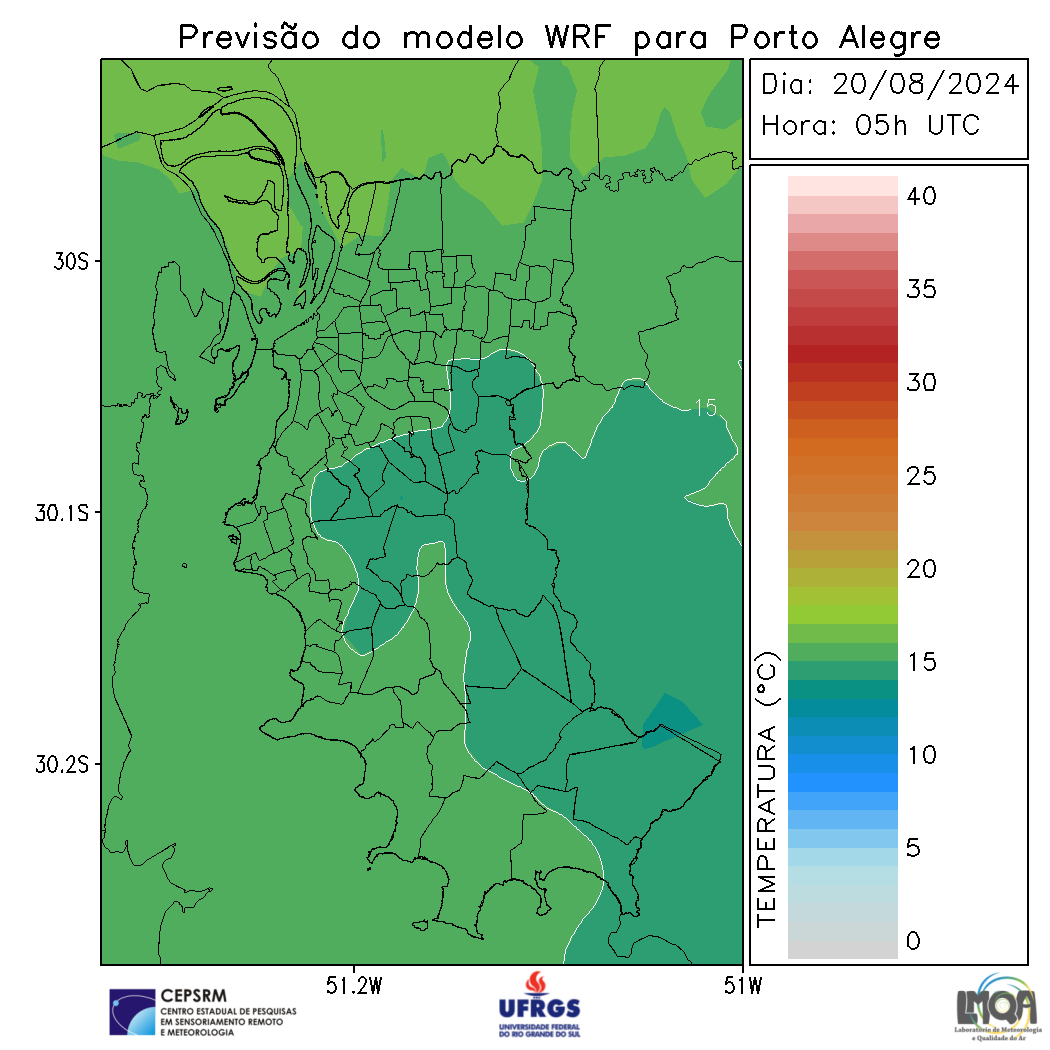 Previsão do modelo WRF para Porto Alegre
Dia: 20/08/2024
Hora: 05h UTC
40
35
30
25
20
15
10
5
0
TEMPERATURA (°C)
30S
30.1S
30.2S
15
51.2W
51W
CEPSRM
CENTRO ESTADUAL DE PESQUISAS
EM SENSORIAMENTO REMOTO
E METEOROLOGIA
UFRGS
UNIVERSIDADE FEDERAL
DO RIO GRANDE DO SUL
LMQA
Laboratório de Meteorologia
e Qualidade do Ar